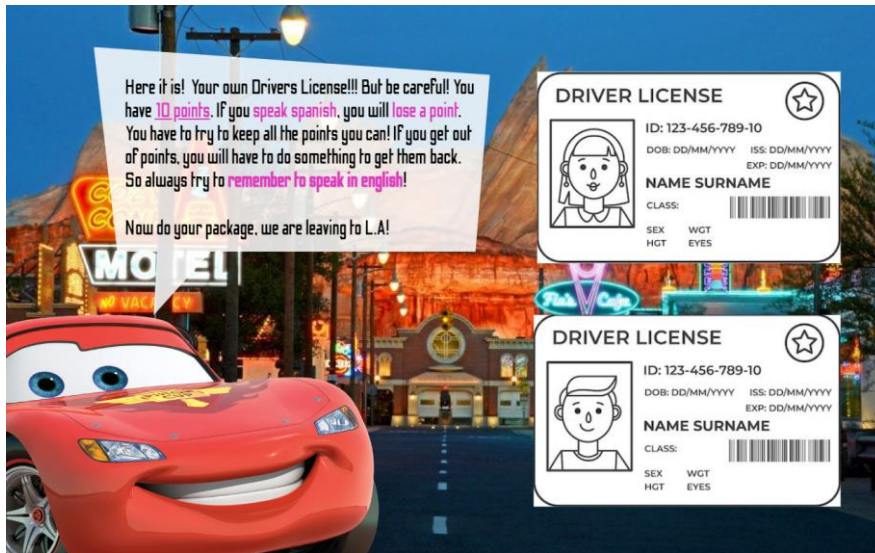 Here it is! Your own Drivers License!!! But be careful! You
have 10 points. If you speak spanish, you will lose a point.
You have to try to keep all the points you can! If you get out
of points, you will have to do something to get them back.
So always try to remember to speak in english!
Now do your package, we are leaving to L.A!
COZY
CONE
MOTEL
NO VACANCY
Flo's Cafe
DRIVER LICENSE
ID: 123-456-789-10
DOB: DD/MM/YYYY ISS: DD/MM/YYYY
EXP: DD/MM/YYYY
NAME SURNAME
CLASS:
SEX WGT
HGT EYES
DRIVER LICENSE
ID: 123-456-789-10
DOB: DD/MM/YYYY ISS: DD/MM/YYYY
EXP: DD/MM/YYYY
NAME SURNAME
CLASS:
SEX WGT
HGT EYES